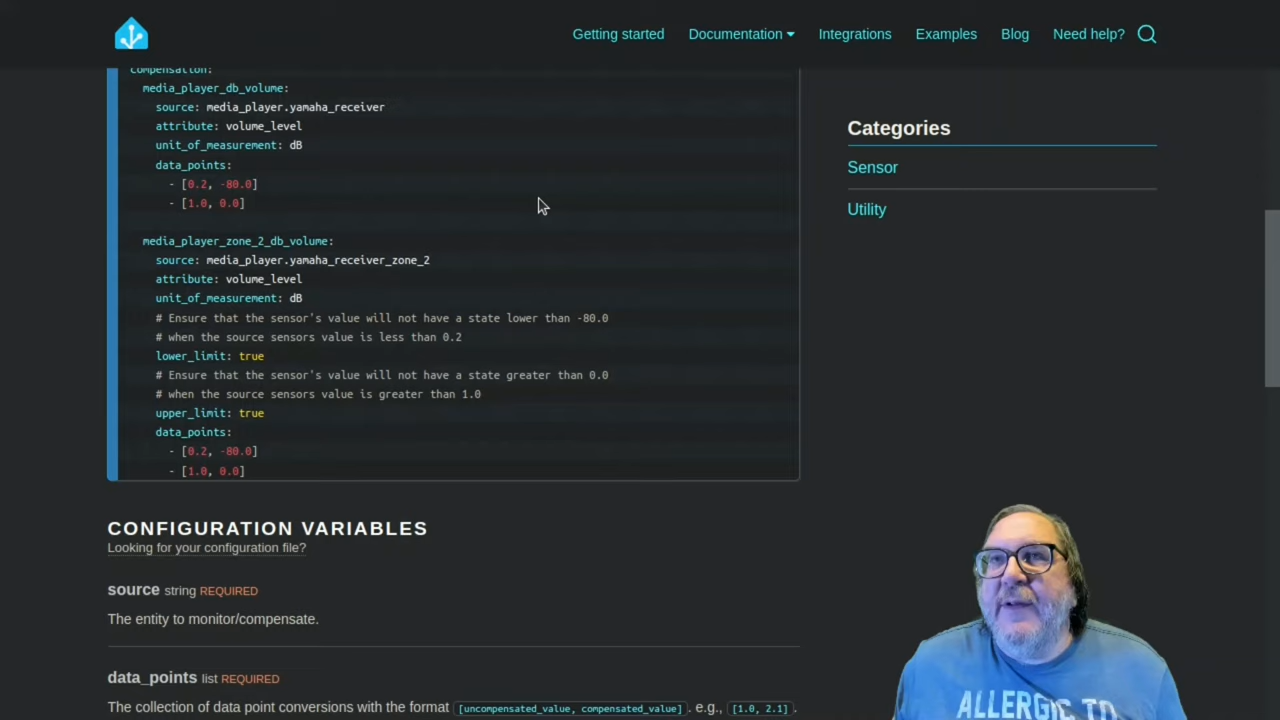 Getting started Documentation Integrations Examples Blog Need help?
compensation:
media_player_db_volume:
source: media_player.yamaha_receiver
attribute: volume_level
unit_of_measurement: dB
data_points:
- [0.2, -80.0]
- [1.0, 0.0]
media_player_zone_2_db_volume:
source: media_player.yamaha_receiver_zone_2
attribute: volume_level
unit_of_measurement: dB
# Ensure that the sensor's value will not have a state lower than -80.0
# when the source sensors value is less than 0.2
lower_limit: true
# Ensure that the sensor's value will not have a state greater than 0.0
# when the source sensors value is greater than 1.0
upper_limit: true
data_points:
- [0.2, -80.0]
- [1.0, 0.0]
Categories
Sensor
Utility
CONFIGURATION VARIABLES
Looking for your configuration file?
source string REQUIRED
The entity to monitor/compensate.
data_points list REQUIRED
The collection of data point conversions with the format [uncompensated_value, compensated_value]. e.g., [1.0, 2.1].
ALLERGIC TO